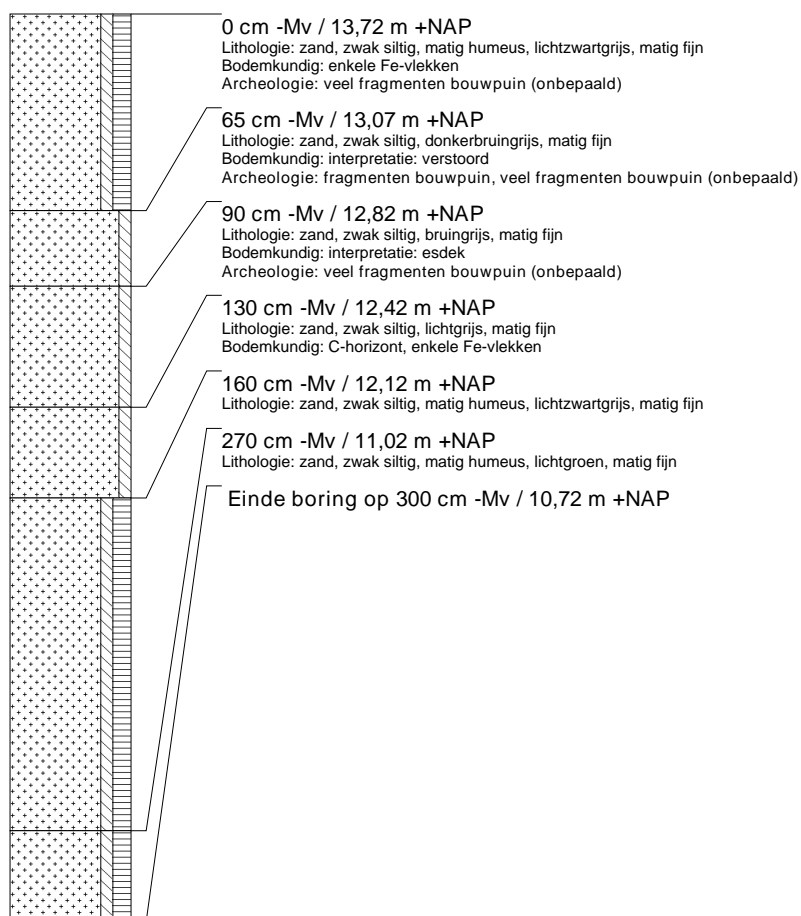 0 cm -Mv / 13,72 m +NAP
Lithologie: zand, zwak siltig, matig humeus, lichtzwartgrijs, matig fijn
Bodemkundig: enkele Fe-vlekken
Archeologie: veel fragmenten bouwpuin (onbepaald)
65 cm -Mv / 13,07 m +NAP
Lithologie: zand, zwak siltig, donkerbruingrijs, matig fijn
Bodemkundig: interpretatie: verstoord
Archeologie: fragmenten bouwpuin, veel fragmenten bouwpuin (onbepaald)
90 cm -Mv / 12,82 m +NAP
Lithologie: zand, zwak siltig, bruingrijs, matig fijn
Bodemkundig: interpretatie: esdek
Archeologie: veel fragmenten bouwpuin (onbepaald)
130 cm -Mv / 12,42 m +NAP
Lithologie: zand, zwak siltig, lichtgrijs, matig fijn
Bodemkundig: C-horizont, enkele Fe-vlekken
160 cm -Mv / 12,12 m +NAP
Lithologie: zand, zwak siltig, matig humeus, lichtzwartgrijs, matig fijn
270 cm -Mv / 11,02 m +NAP
Lithologie: zand, zwak siltig, matig humeus, lichtgroen, matig fijn
Einde boring op 300 cm -Mv / 10,72 m +NAP